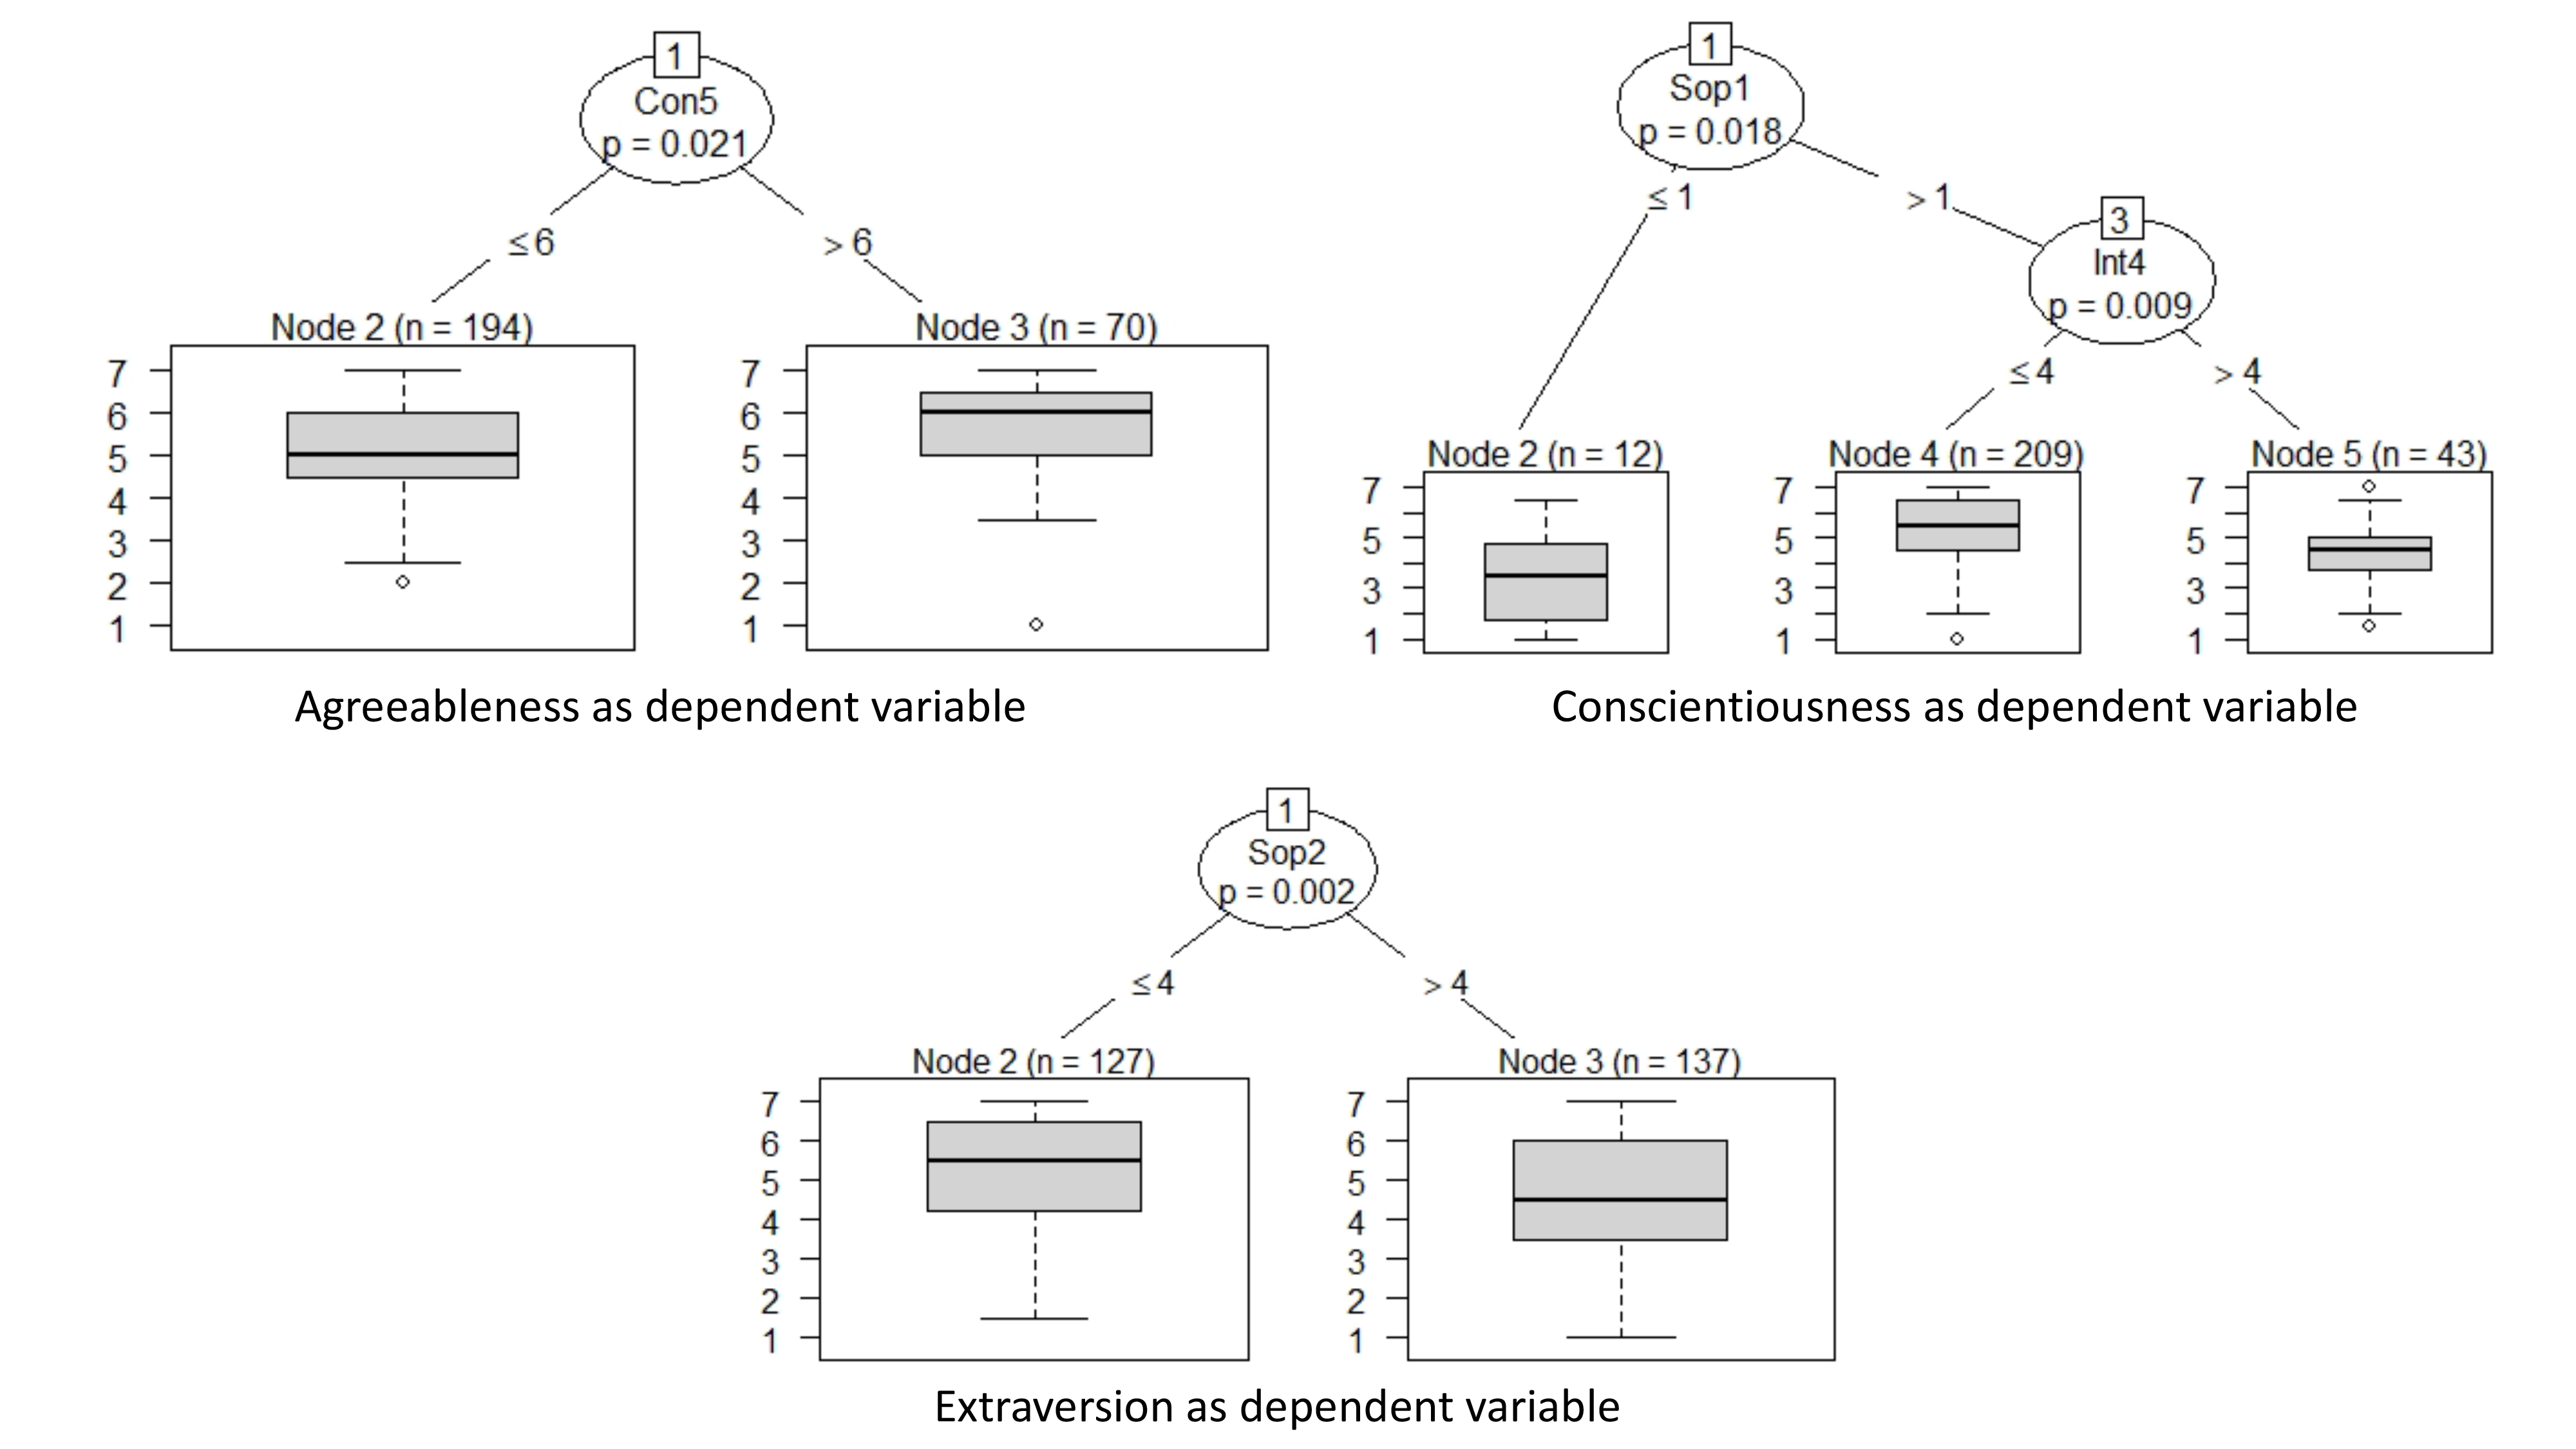 1
Con5
p = 0.021
≤ 6
> 6
Node 2 (n = 194)
7
6
5
4
3
2
1
Node 3 (n = 70)
7
6
5
4
3
2
1
Agreeableness as dependent variable
1
Sop1
p = 0.018
≤ 1
> 1
3
Int4
p = 0.009
≤ 4
> 4
Node 2 (n = 12)
7
5
3
1
Node 4 (n = 209)
7
5
3
1
Node 5 (n = 43)
7
5
3
1
Conscientiousness as dependent variable
1
Sop2
p = 0.002
≤ 4
> 4
Node 2 (n = 127)
7
6
5
4
3
2
1
Node 3 (n = 137)
7
6
5
4
3
2
1
Extraversion as dependent variable